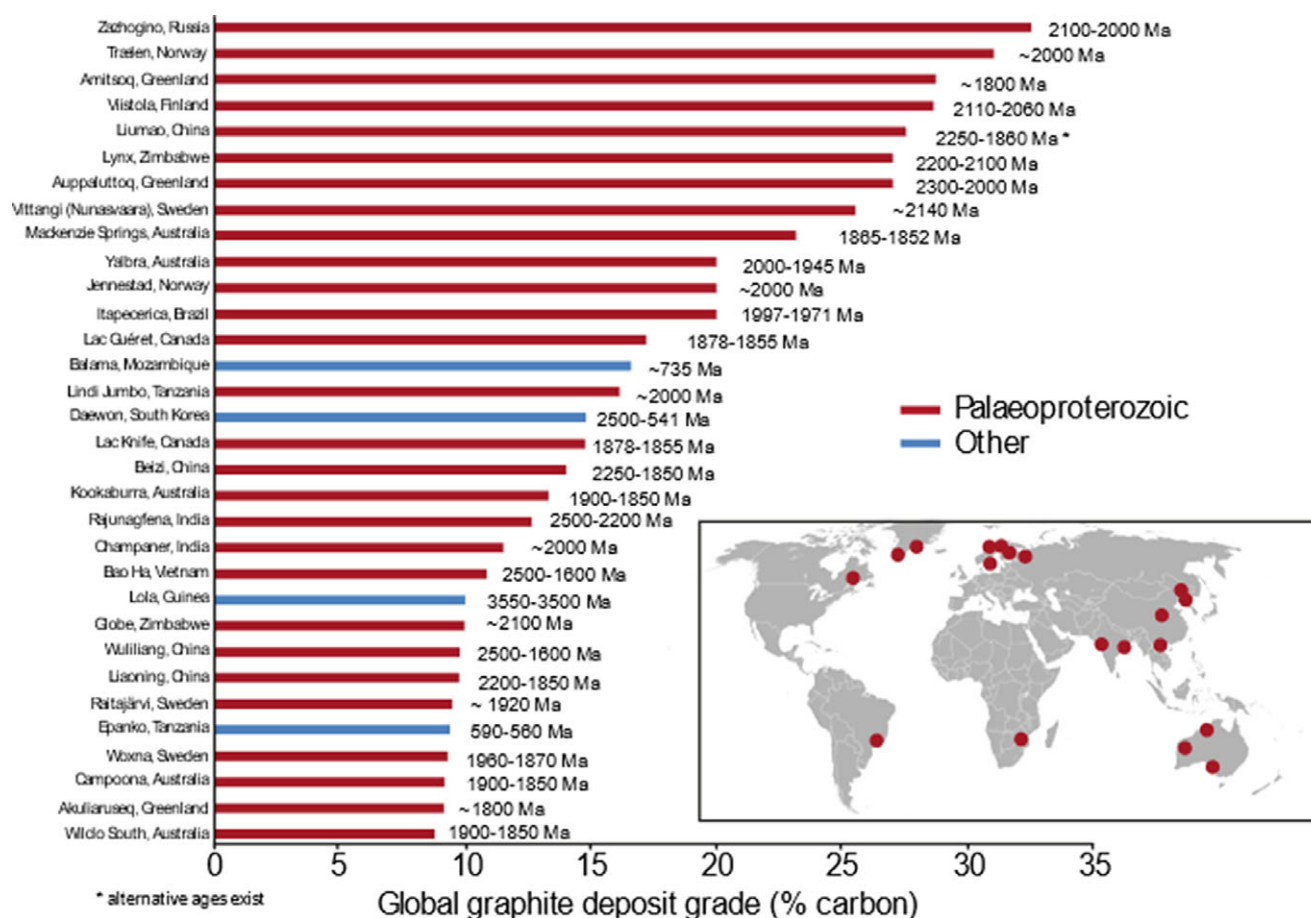 Zazhogino, Russia 2100-2000 Ma
Trælen, Norway ~2000 Ma
Amitsoq, Greenland ~1800 Ma
Viistola, Finland 2110-2060 Ma
Liumao, China 2250-1860 Ma *
Lynx, Zimbabwe 2200-2100 Ma
Auppaluttoq, Greenland 2300-2000 Ma
Vittangi (Nunasvaara), Sweden ~2140 Ma
Mackenzie Springs, Australia 1865-1852 Ma
Yalbra, Australia 2000-1945 Ma
Jennestad, Norway ~2000 Ma
Itapecerica, Brazil 1997-1971 Ma
Lac Guéret, Canada 1878-1855 Ma
Balama, Mozambique ~735 Ma
Lindi Jumbo, Tanzania ~2000 Ma
Daewon, South Korea 2500-541 Ma
Lac Knife, Canada 1878-1855 Ma
Beizi, China 2250-1850 Ma
Kookaburra, Australia 1900-1850 Ma
Rajunagfena, India 2500-2200 Ma
Champaner, India ~2000 Ma
Bao Ha, Vietnam 2500-1600 Ma
Lola, Guinea 3550-3500 Ma
Globe, Zimbabwe ~2100 Ma
Wuliliang, China 2500-1600 Ma
Liaoning, China 2200-1850 Ma
Raitajärvi, Sweden ~ 1920 Ma
Epanko, Tanzania 590-560 Ma
Woxna, Sweden 1960-1870 Ma
Campoona, Australia 1900-1850 Ma
Akuliaruseq, Greenland ~1800 Ma
Wilclo South, Australia 1900-1850 Ma
Palaeoproterozoic
Other
0 5 10 15 20 25 30 35
* alternative ages exist
Global graphite deposit grade (% carbon)